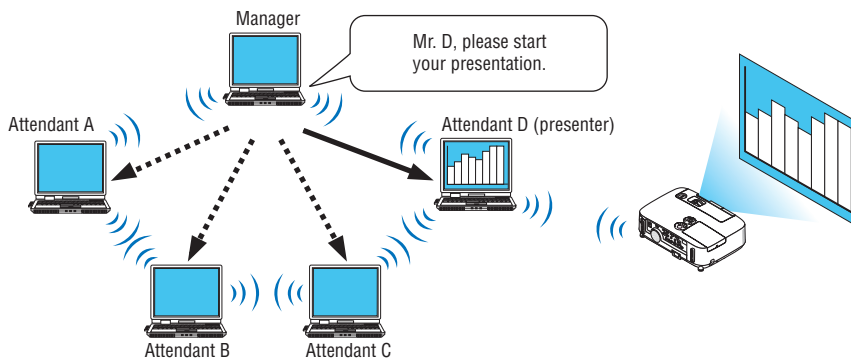 Manager
Mr. D, please start
your presentation.
Attendant A
Attendant D (presenter)
Attendant B
Attendant C